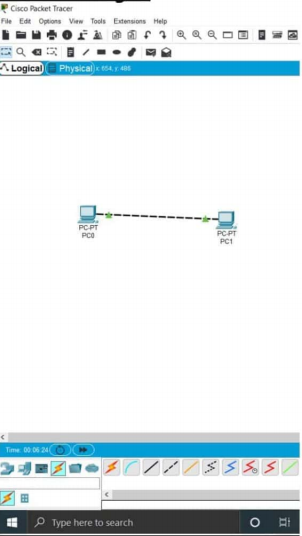 Cisco Packet Tracer
File Edit Options View Tools Extensions Help
Logical Physical x: 654, y: 486
PC-PT
PC0
PC-PT
PC1
Time: 00:06:24
Type here to search